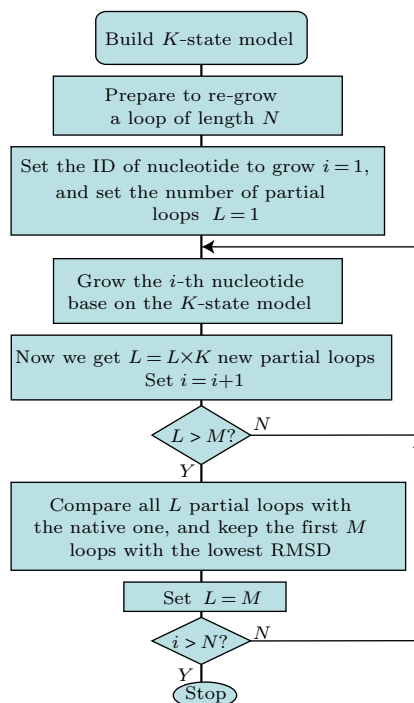 Build K-state model
Prepare to re-grow
a loop of length N
Set the ID of nucleotide to grow i=1,
and set the number of partial
loops L=1
Grow the i-th nucleotide
base on the K-state model
Now we get L=L×K new partial loops
Set i=i+1
L>M?
N
Y
Compare all L partial loops with
the native one, and keep the first M
loops with the lowest RMSD
Set L=M
i>N?
N
Y
Stop